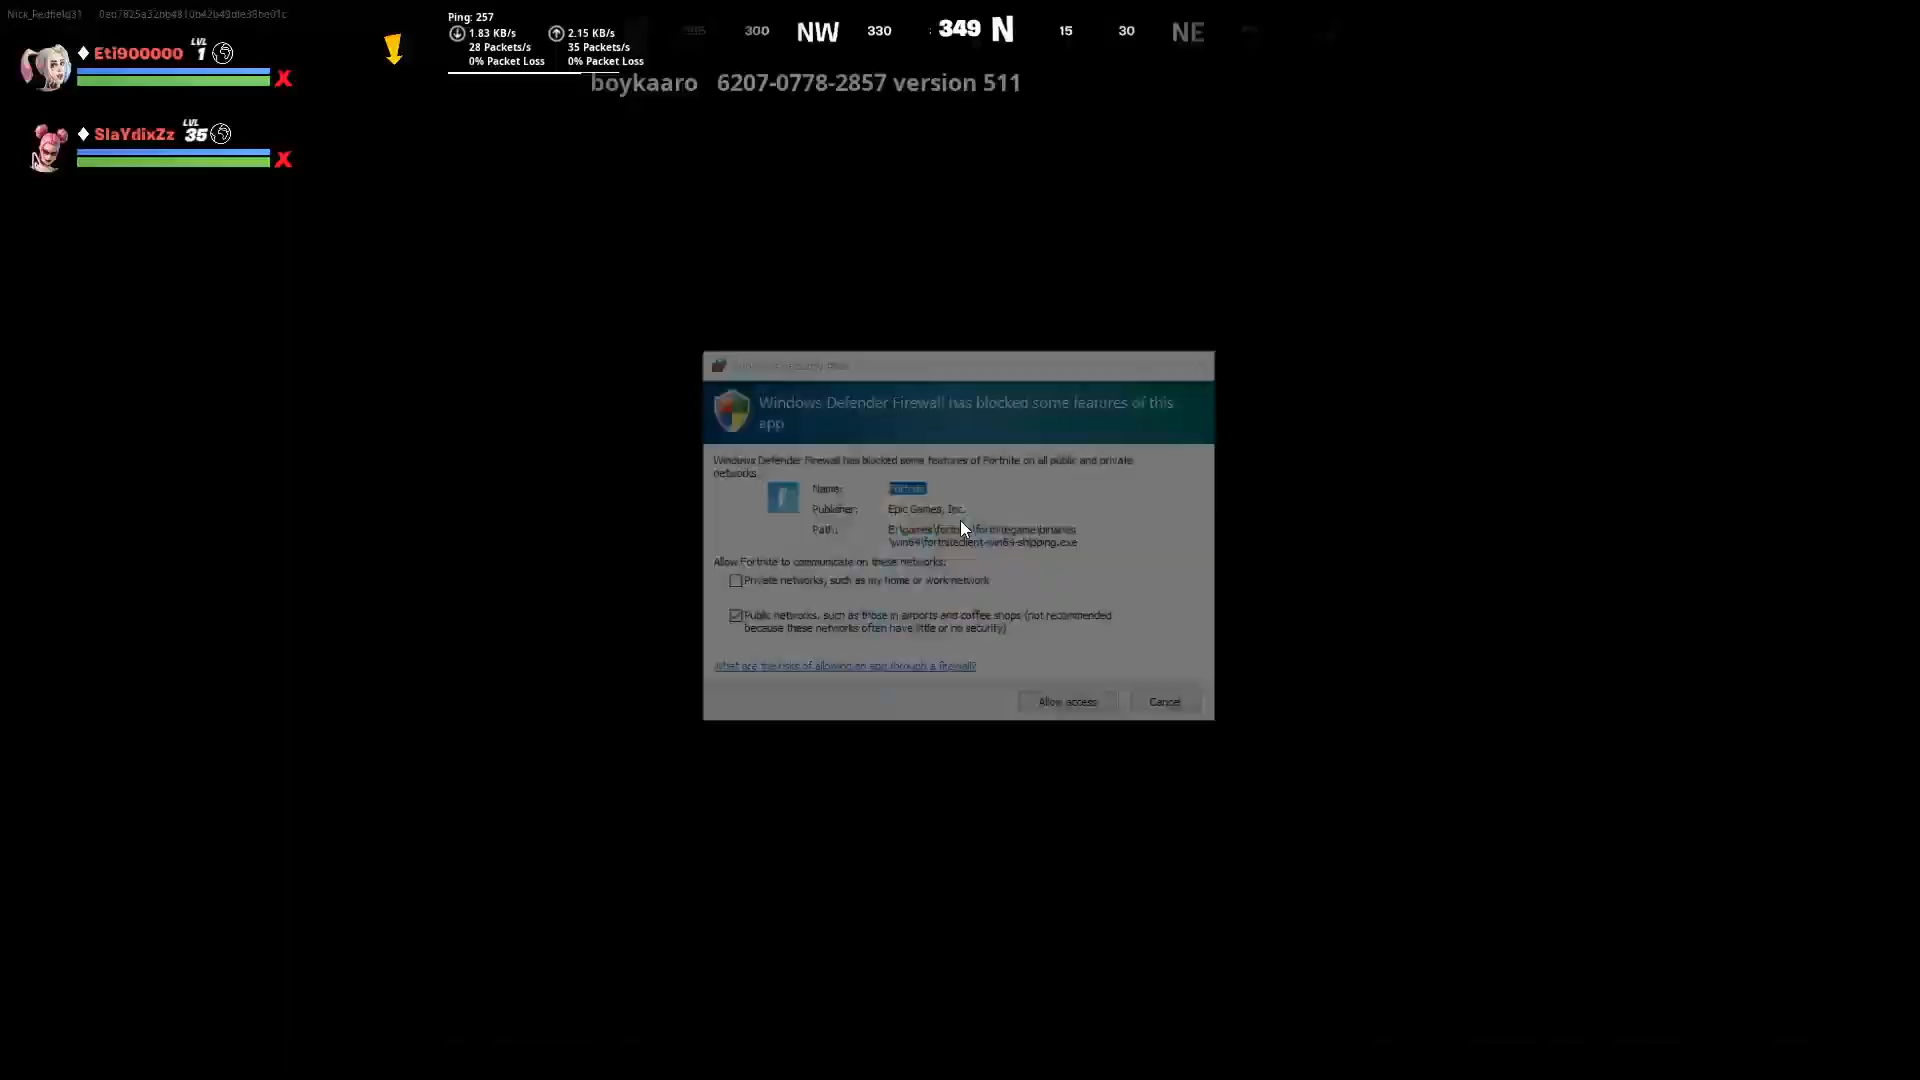 Nick_Redfield31
Ping: 257
1.83 KB/s 2.15 KB/s
28 Packets/s 35 Packets/s
0% Packet Loss 0% Packet Loss
300 NW 330 349 N 15 30 NE
boykaaro 6207-0778-2857 version 511
Eti900000 LVL 1
X
SlaYdixZz LVL 35
X
Windows Defender Firewall has blocked some features of this
app
Windows Defender Firewall has blocked some features of Fortnite on all public and private
networks.
Name: Fortnite
Publisher: Epic Games, Inc.
Path:
\win64\fortniteclient-win64-shipping.exe
Allow Fortnite to communicate on these networks:
Private networks, such as my home or work network
Public networks, such as those in airports and coffee shops (not recommended
because these networks often have little or no security)
What are the risks of allowing an app through a firewall?
Allow access Cancel